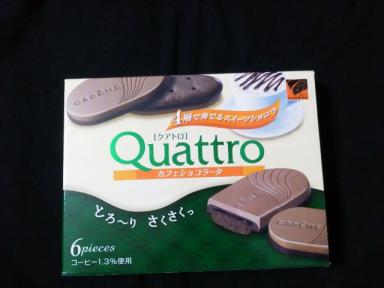 CARÊME
4層で奏でるスイーツショコラ
[クアトロ]
Quattro
カフェショコラータ
とろ〜り さくさくっ
CARÊME
6pieces
コーヒー1.3%使用